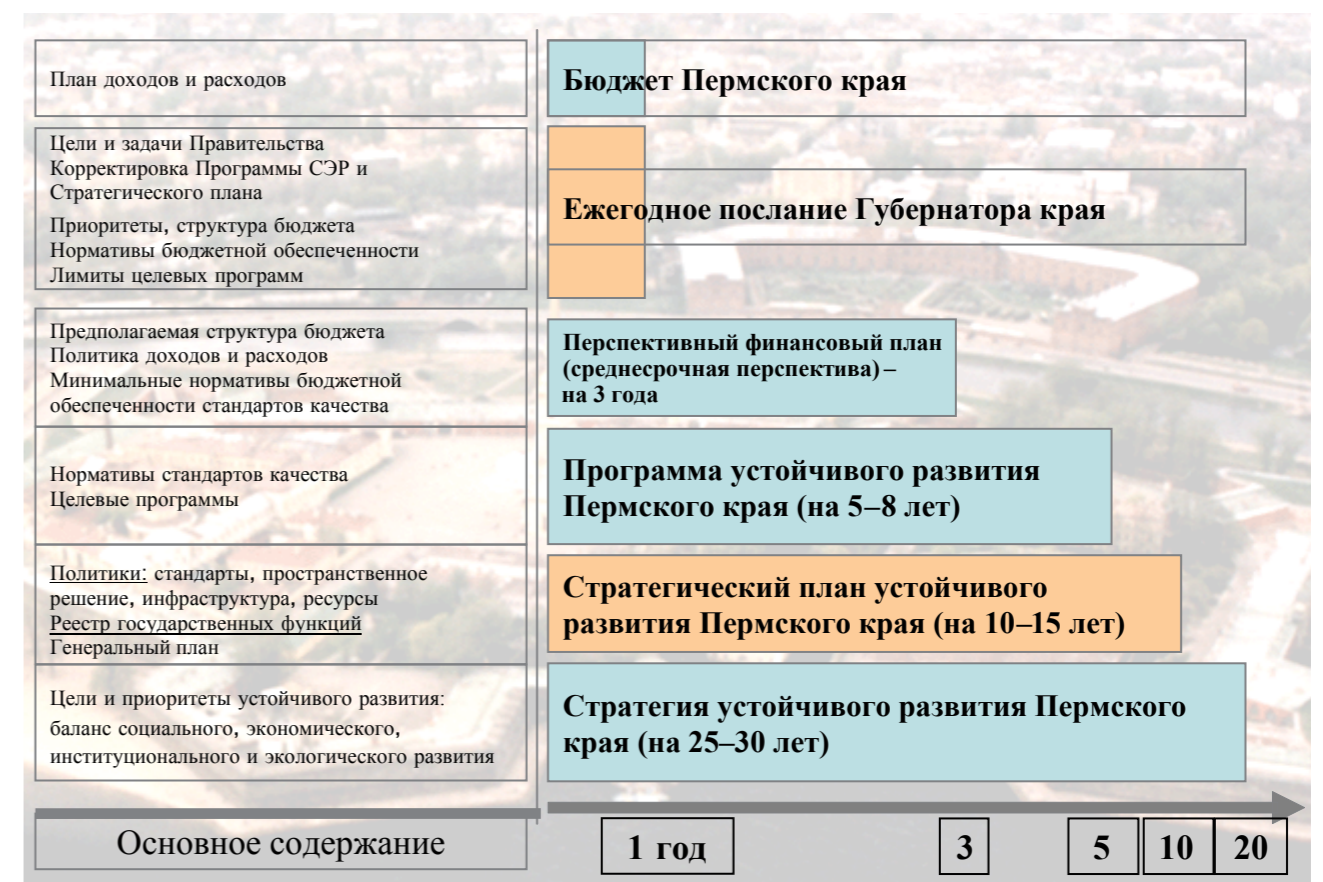 План доходов и расходов
Бюджет Пермского края
Цели и задачи Правительства
Корректировка Программы СЭР и
Стратегического плана
Приоритеты, структура бюджета
Нормативы бюджетной обеспеченности
Лимиты целевых программ
Ежегодное послание Губернатора края
Предполагаемая структура бюджета
Политика доходов и расходов
Минимальные нормативы бюджетной
обеспеченности стандартов качества
Перспективный финансовый план
(среднесрочная перспектива) –
на 3 года
Нормативы стандартов качества
Целевые программы
Программа устойчивого развития
Пермского края (на 5–8 лет)
Политики: стандарты, пространственное
решение, инфраструктура, ресурсы
Реестр государственных функций
Генеральный план
Стратегический план устойчивого
развития Пермского края (на 10–15 лет)
Цели и приоритеты устойчивого развития:
баланс социального, экономического,
институционального и экологического развития
Стратегия устойчивого развития Пермского
края (на 25–30 лет)
Основное содержание
1 год
3
5
10
20